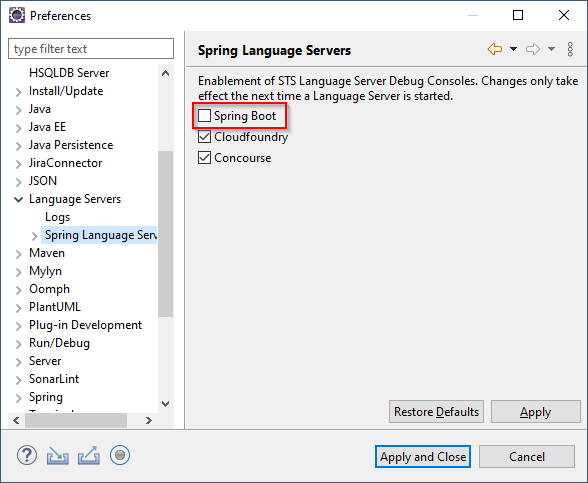 Preferences
type filter text
HSQLDB Server
Install/Update
Java
Java EE
Java Persistence
JiraConnector
JSON
Language Servers
Logs
Spring Language Serv
Maven
Mylyn
Oomph
PlantUML
Plug-in Development
Run/Debug
Server
SonarLint
Spring
Spring Language Servers
Enablement of STS Language Server Debug Consoles. Changes only take
effect the next time a Language Server is started.
Spring Boot
Cloudfoundry
Concourse
Restore Defaults
Apply
Apply and Close
Cancel